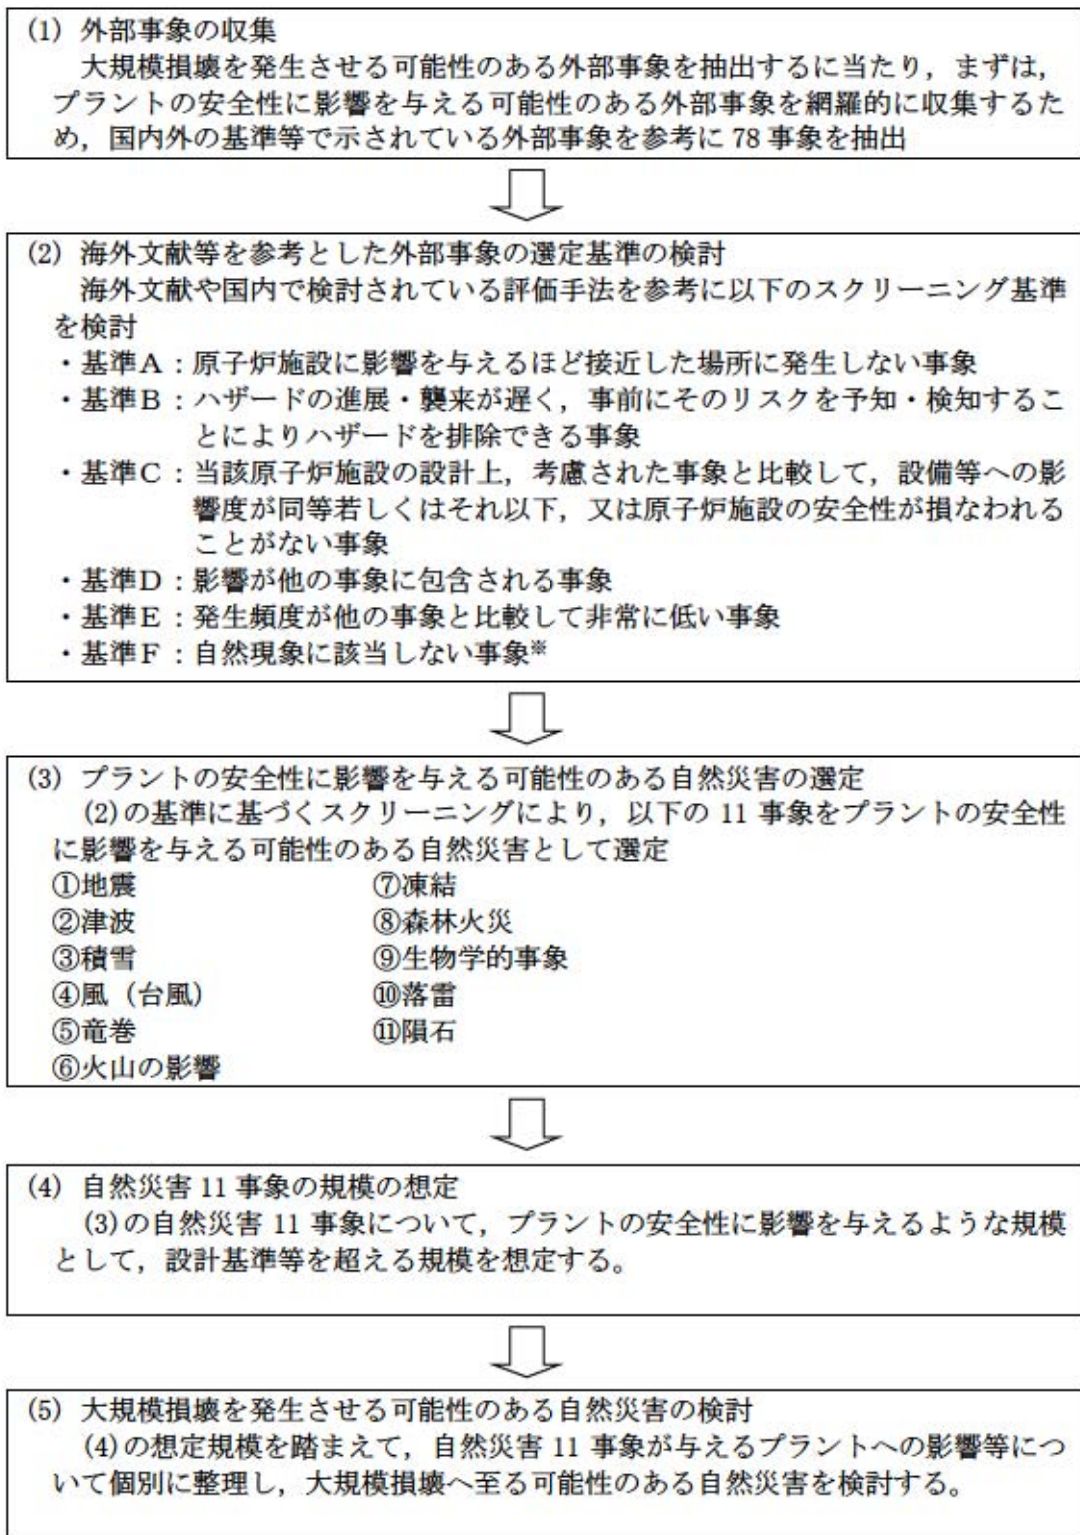 (1) 外部事象の収集
大規模損壊を発生させる可能性のある外部事象を抽出するに当たり，まずは，
プラントの安全性に影響を与える可能性のある外部事象を網羅的に収集するた
め，国内外の基準等で示されている外部事象を参考に 78 事象を抽出
(2) 海外文献等を参考とした外部事象の選定基準の検討
海外文献や国内で検討されている評価手法を参考に以下のスクリーニング基準
を検討
・基準Ａ：原子炉施設に影響を与えるほど接近した場所に発生しない事象
・基準Ｂ：ハザードの進展・襲来が遅く，事前にそのリスクを予知・検知するこ
とによりハザードを排除できる事象
・基準Ｃ：当該原子炉施設の設計上，考慮された事象と比較して，設備等への影
響度が同等若しくはそれ以下，又は原子炉施設の安全性が損なわれる
ことがない事象
・基準Ｄ：影響が他の事象に包含される事象
・基準Ｅ：発生頻度が他の事象と比較して非常に低い事象
・基準Ｆ：自然現象に該当しない事象※
(3) プラントの安全性に影響を与える可能性のある自然災害の選定
(2)の基準に基づくスクリーニングにより，以下の 11 事象をプラントの安全性
に影響を与える可能性のある自然災害として選定
①地震
②津波
③積雪
④風（台風）
⑤竜巻
⑥火山の影響
⑦凍結
⑧森林火災
⑨生物学的事象
⑩落雷
⑪隕石
(4) 自然災害 11 事象の規模の想定
(3)の自然災害 11 事象について，プラントの安全性に影響を与えるような規模
として，設計基準等を超える規模を想定する。
(5) 大規模損壊を発生させる可能性のある自然災害の検討
(4)の想定規模を踏まえて，自然災害 11 事象が与えるプラントへの影響等につ
いて個別に整理し，大規模損壊へ至る可能性のある自然災害を検討する。